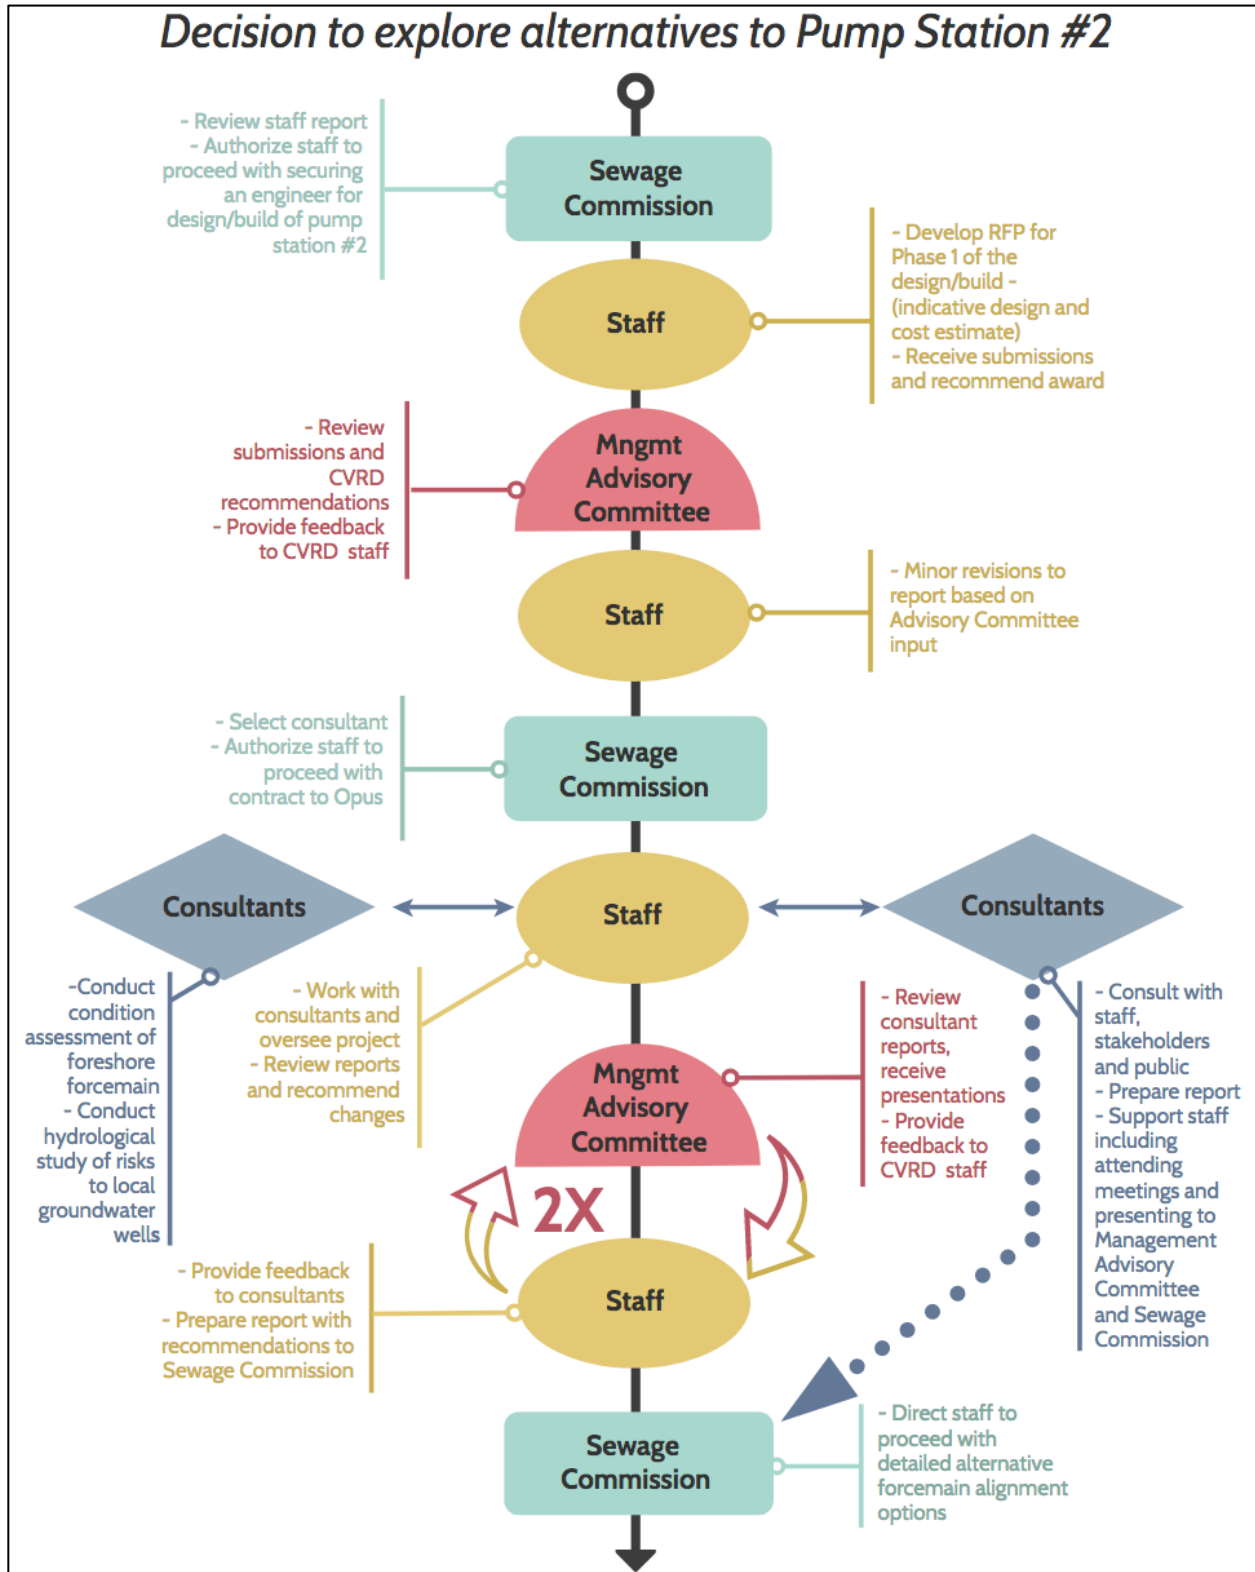 Decision to explore alternatives to Pump Station #2
- Review staff report
- Authorize staff to
proceed with securing
an engineer for
design/build of pump
station #2
Sewage
Commission
Staff
- Develop RFP for
Phase 1 of the
design/build -
(indicative design and
cost estimate)
- Receive submissions
and recommend award
- Review
submissions and
CVRD
recommendations
- Provide feedback
to CVRD staff
Mngmt
Advisory
Committee
Staff
- Minor revisions to
report based on
Advisory Committee
input
- Select consultant
- Authorize staff to
proceed with
contract to Opus
Sewage
Commission
Consultants
Staff
Consultants
-Conduct
condition
assessment of
foreshore
forcemain
- Conduct
hydrological
study of risks
to local
groundwater
wells
- Work with
consultants and
oversee project
- Review reports
and recommend
changes
Mngmt
Advisory
Committee
- Review
consultant
reports,
receive
presentations
- Provide
feedback to
CVRD staff
- Consult with
staff,
stakeholders
and public
- Prepare report
- Support staff
including
attending
meetings and
presenting to
Management
Advisory
Committee
and Sewage
Commission
2X
- Provide feedback
to consultants
- Prepare report with
recommendations to
Sewage Commission
Staff
Sewage
Commission
- Direct staff to
proceed with
detailed alternative
forcemain alignment
options